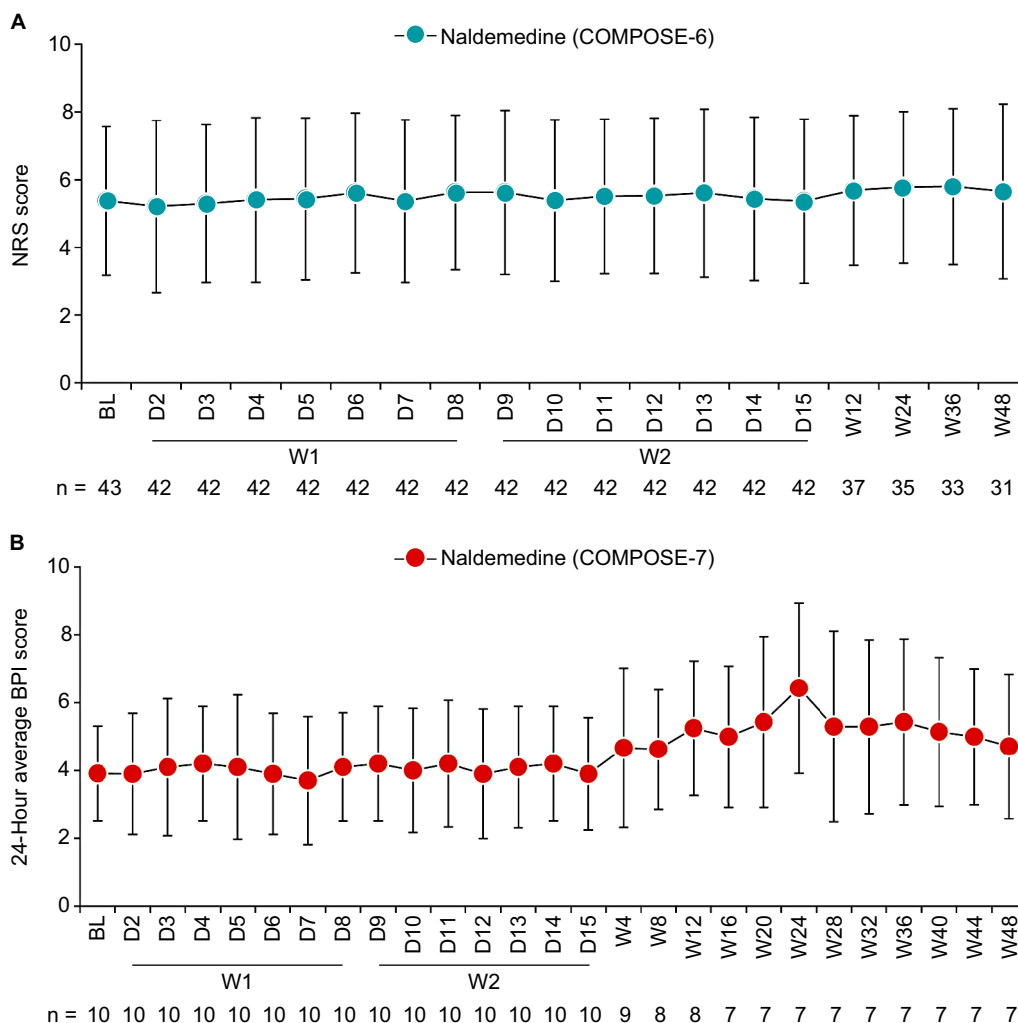 A
Naldemedine (COMPOSE-6)
NRS score
10
8
6
4
2
0
BL D2 D3 D4 D5 D6 D7 D8 D9 D10 D11 D12 D13 D14 D15 W12 W24 W36 W48
W1 W2
n = 43 42 42 42 42 42 42 42 42 42 42 42 42 42 42 37 35 33 31
B
Naldemedine (COMPOSE-7)
24-Hour average BPI score
10
8
6
4
2
0
BL D2 D3 D4 D5 D6 D7 D8 D9 D10 D11 D12 D13 D14 D15 W4 W8 W12 W16 W20 W24 W28 W32 W36 W40 W44 W48
W1 W2
n = 10 10 10 10 10 10 10 10 10 10 10 10 10 10 10 9 8 8 7 7 7 7 7 7 7 7 7